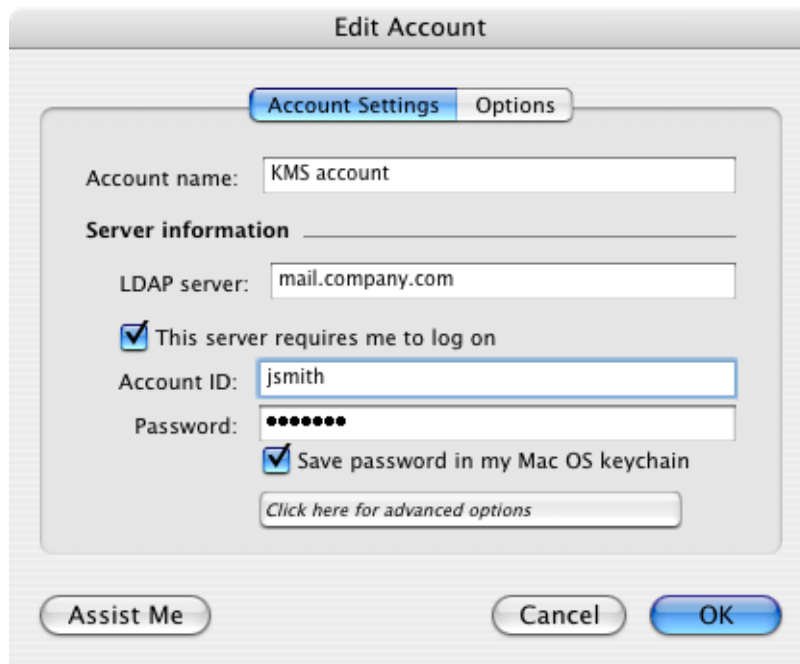 Edit Account
Account Settings Options
Account name: KMS account
Server information
LDAP server: mail.company.com
This server requires me to log on
Account ID: jsmith
Password: •••••••
Save password in my Mac OS keychain
Click here for advanced options
Assist Me Cancel OK